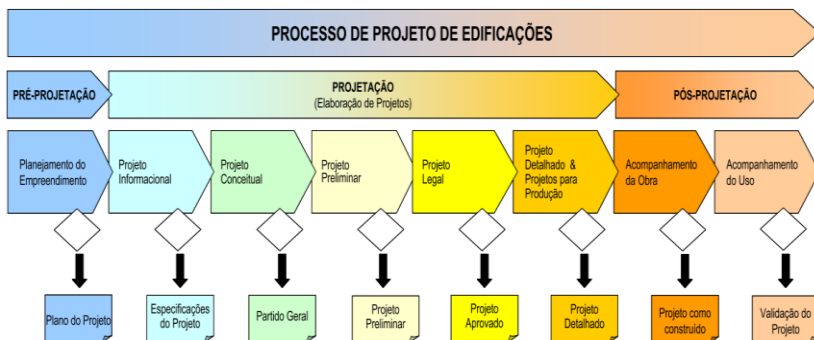 PROCESSO DE PROJETO DE EDIFICAÇÕES
PRÉ-PROJETAÇÃO
PROJETAÇÃO
(Elaboração de Projetos)
PÓS-PROJETAÇÃO
Planejamento do
Empreendimento
Projeto
Informacional
Projeto
Conceitual
Projeto
Preliminar
Projeto
Legal
Projeto
Detalhado &
Projetos para
Produção
Acompanhamento
da Obra
Acompanhamento
do Uso
Plano do Projeto
Especificações
do Projeto
Partido Geral
Projeto
Preliminar
Projeto
Aprovado
Projeto
Detalhado
Projeto como
construído
Validação do
Projeto